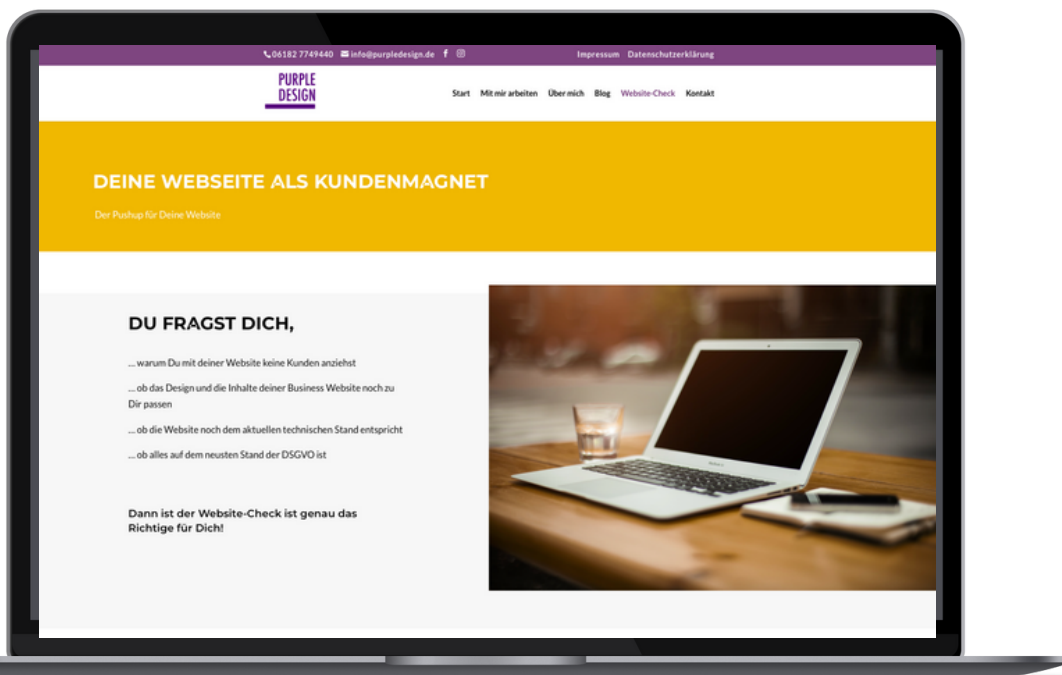 06182 7749440 info@purpledesign.de
Impressum Datenschutzerklärung
PURPLE
DESIGN
Start Mit mir arbeiten Über mich Blog Website-Check Kontakt
DEINE WEBSEITE ALS KUNDENMAGNET
Der Pushup für Deine Website
DU FRAGST DICH,
... warum Du mit deiner Website keine Kunden anziehst
... ob das Design und die Inhalte deiner Business Website noch zu
Dir passen
... ob die Website noch dem aktuellen technischen Stand entspricht
... ob alles auf dem neusten Stand der DSGVO ist
Dann ist der Website-Check ist genau das
Richtige für Dich!